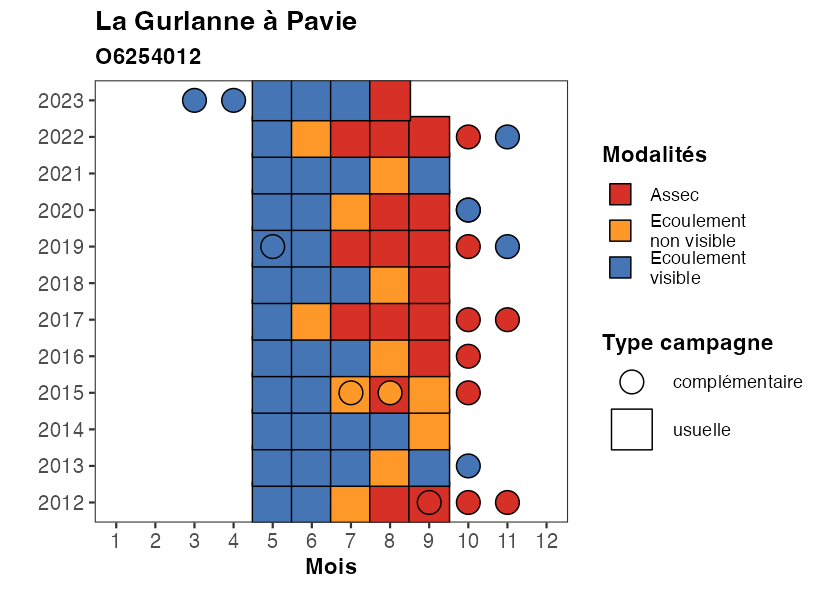 La Gurlanne à Pavie
O6254012
2023
2022
2021
2020
2019
2018
2017
2016
2015
2014
2013
2012
1 2 3 4 5 6 7 8 9 10 11 12
Mois
Modalités
Assec
Ecoulement
non visible
Ecoulement
visible
Type campagne
complémentaire
usuelle